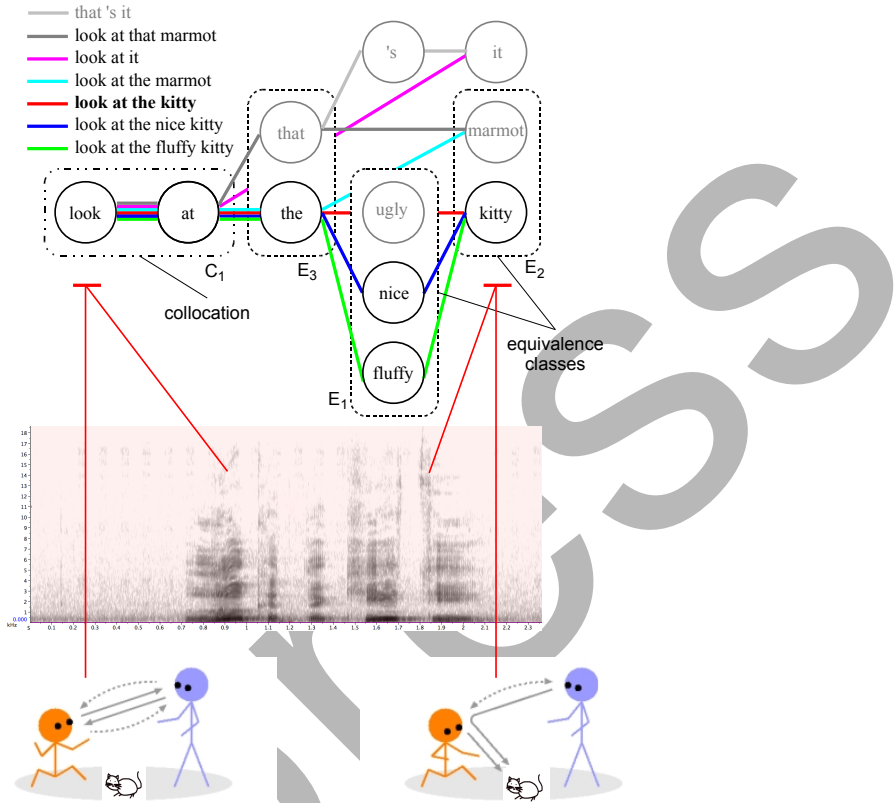 that 's it
look at that marmot
look at it
look at the marmot
look at the kitty
look at the nice kitty
look at the fluffy kitty
's
it
that
marmot
look
at
the
ugly
kitty
C1
E3
E2
collocation
nice
equivalence
classes
fluffy
E1
18
17
16
15
14
13
12
11
10
9
8
7
6
5
4
3
2
1
0.000
kHz
S 0.1 0.2 0.3 0.4 0.5 0.6 0.7 0.8 0.9 1.0 1.1 1.2 1.3 1.4 1.5 1.6 1.7 1.8 1.9 2.0 2.1 2.2 2.3
ress